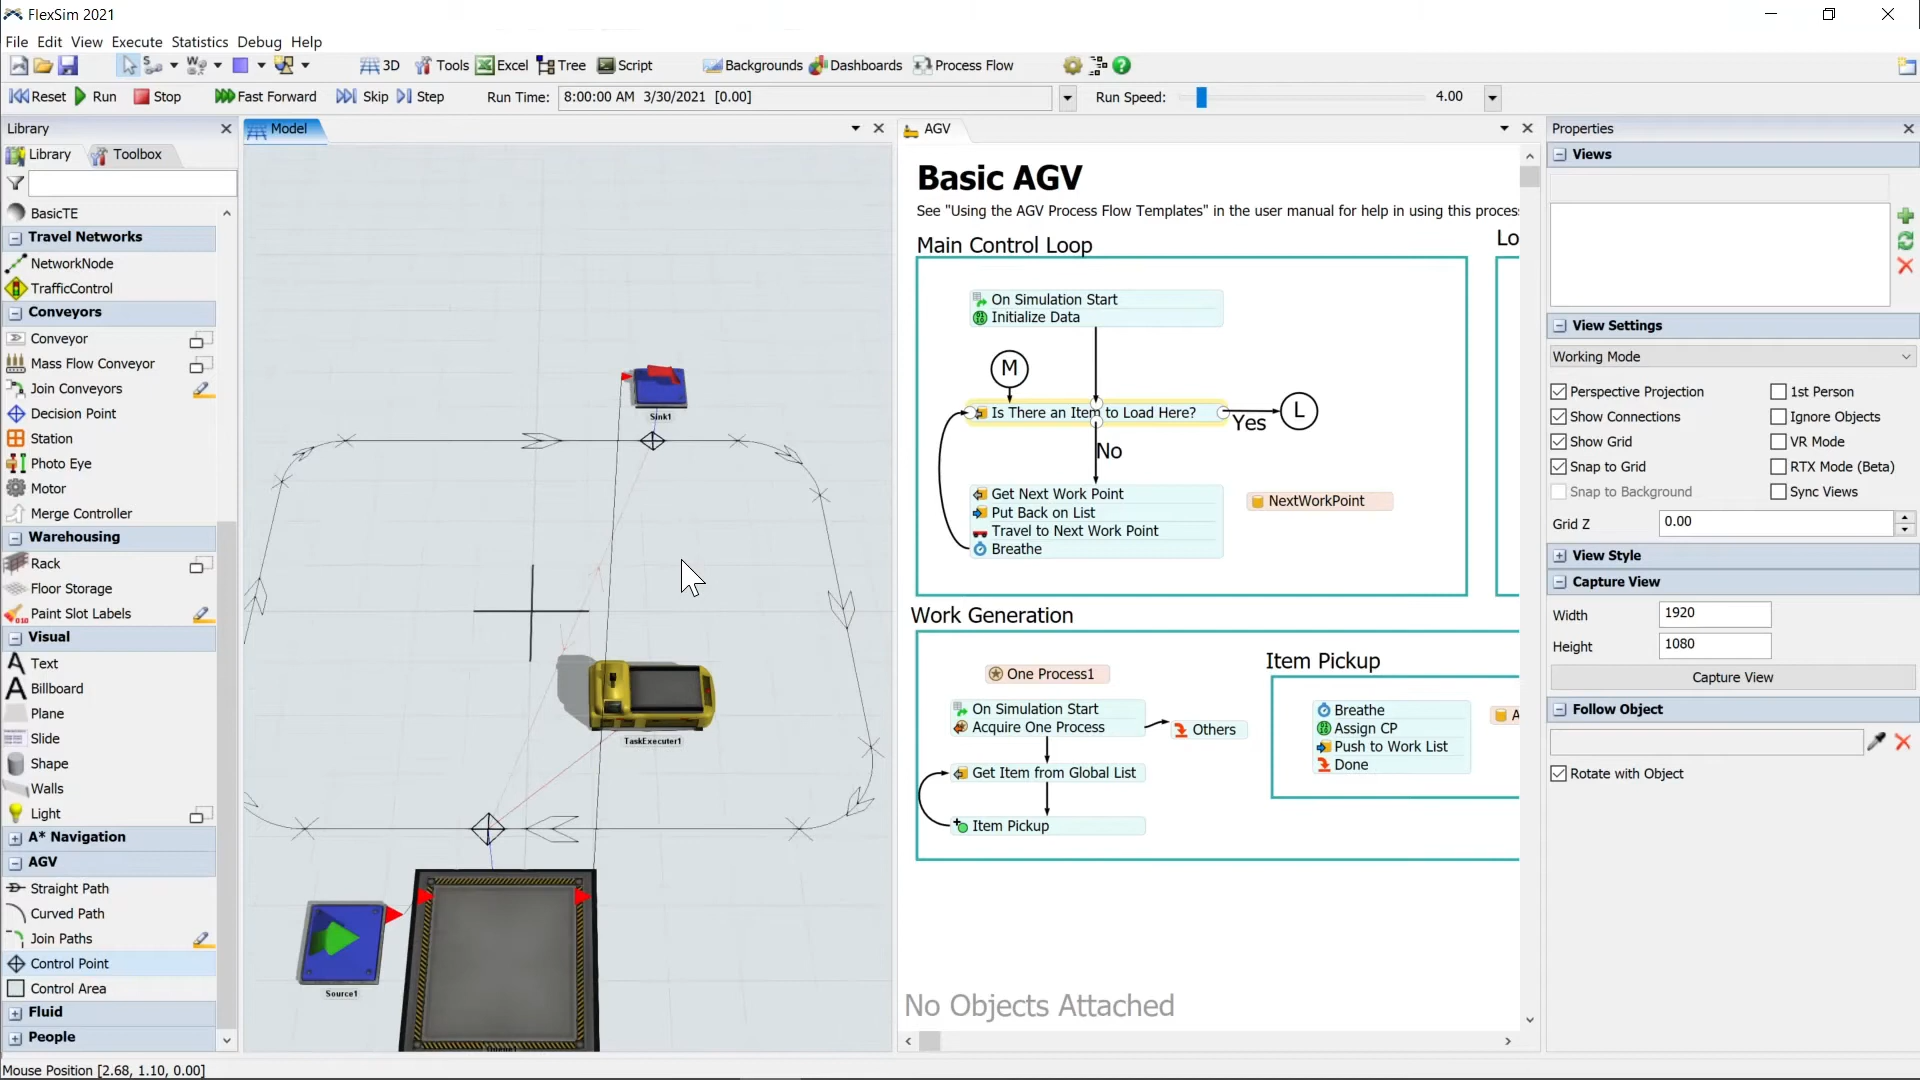 FlexSim 2021
File Edit View Execute Statistics Debug Help
3D Tools Excel Tree Script Backgrounds Dashboards Process Flow
Reset Run Stop Fast Forward Skip Step Run Time: 8:00:00 AM 3/30/2021 [0.00] Run Speed: 4.00
Library
Library Toolbox
BasicTE
Travel Networks
NetworkNode
TrafficControl
Conveyors
Conveyor
Mass Flow Conveyor
Join Conveyors
Decision Point
Station
Photo Eye
Motor
Merge Controller
Warehousing
Rack
Floor Storage
Paint Slot Labels
Visual
Text
Billboard
Plane
Slide
Shape
Walls
Light
A* Navigation
AGV
Straight Path
Curved Path
Join Paths
Control Point
Control Area
Fluid
People
Mouse Position [2.68, 1.10, 0.00]
Model
Sink1
TaskExecuter1
Source1
AGV
Basic AGV
See "Using the AGV Process Flow Templates" in the user manual for help in using this proces
Main Control Loop
Lo
On Simulation Start
Initialize Data
M
Is There an Item to Load Here?
Yes
L
No
Get Next Work Point
Put Back on List
Travel to Next Work Point
Breathe
NextWorkPoint
Work Generation
One Process1
On Simulation Start
Acquire One Process
Others
Get Item from Global List
Item Pickup
Item Pickup
Breathe
Assign CP
Push to Work List
Done
A
No Objects Attached
Properties
Views
View Settings
Working Mode
Perspective Projection 1st Person
Show Connections Ignore Objects
Show Grid VR Mode
Snap to Grid RTX Mode (Beta)
Snap to Background Sync Views
Grid Z 0.00
View Style
Capture View
Width 1920
Height 1080
Capture View
Follow Object
Rotate with Object